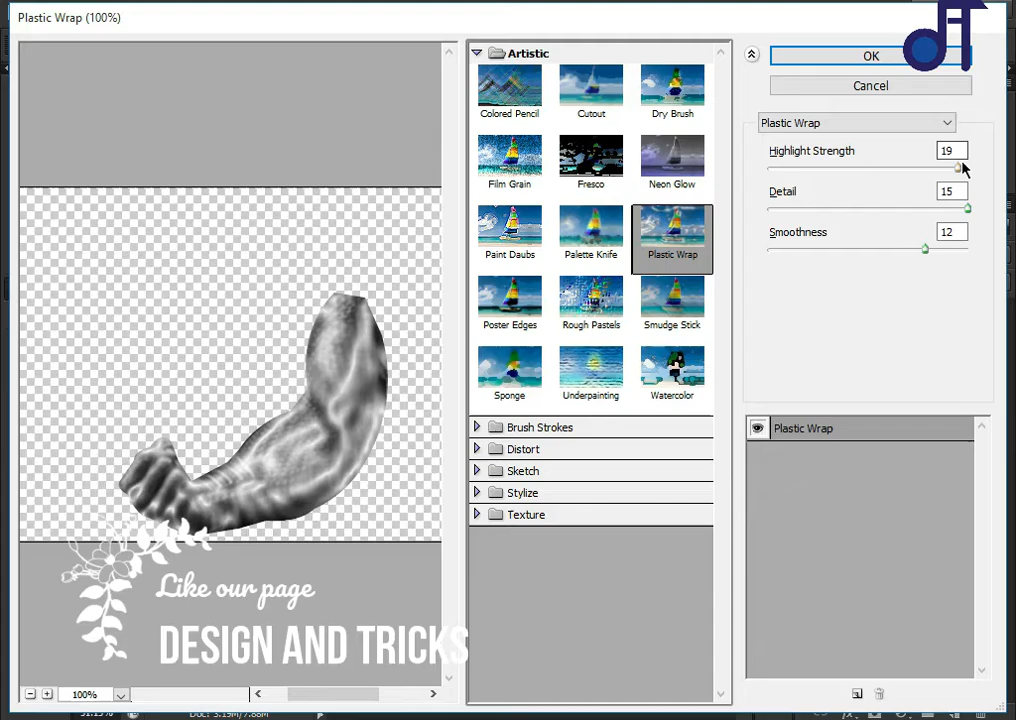 Plastic Wrap (100%)
Artistic
Colored Pencil
Cutout
Dry Brush
Film Grain
Fresco
Neon Glow
Paint Daubs
Palette Knife
Plastic Wrap
Poster Edges
Rough Pastels
Smudge Stick
Sponge
Underpainting
Watercolor
Brush Strokes
Distort
Sketch
Stylize
Texture
OK
Cancel
Plastic Wrap
Highlight Strength 19
Detail 15
Smoothness 12
Plastic Wrap
Like our page
DESIGN AND TRICKS
100%